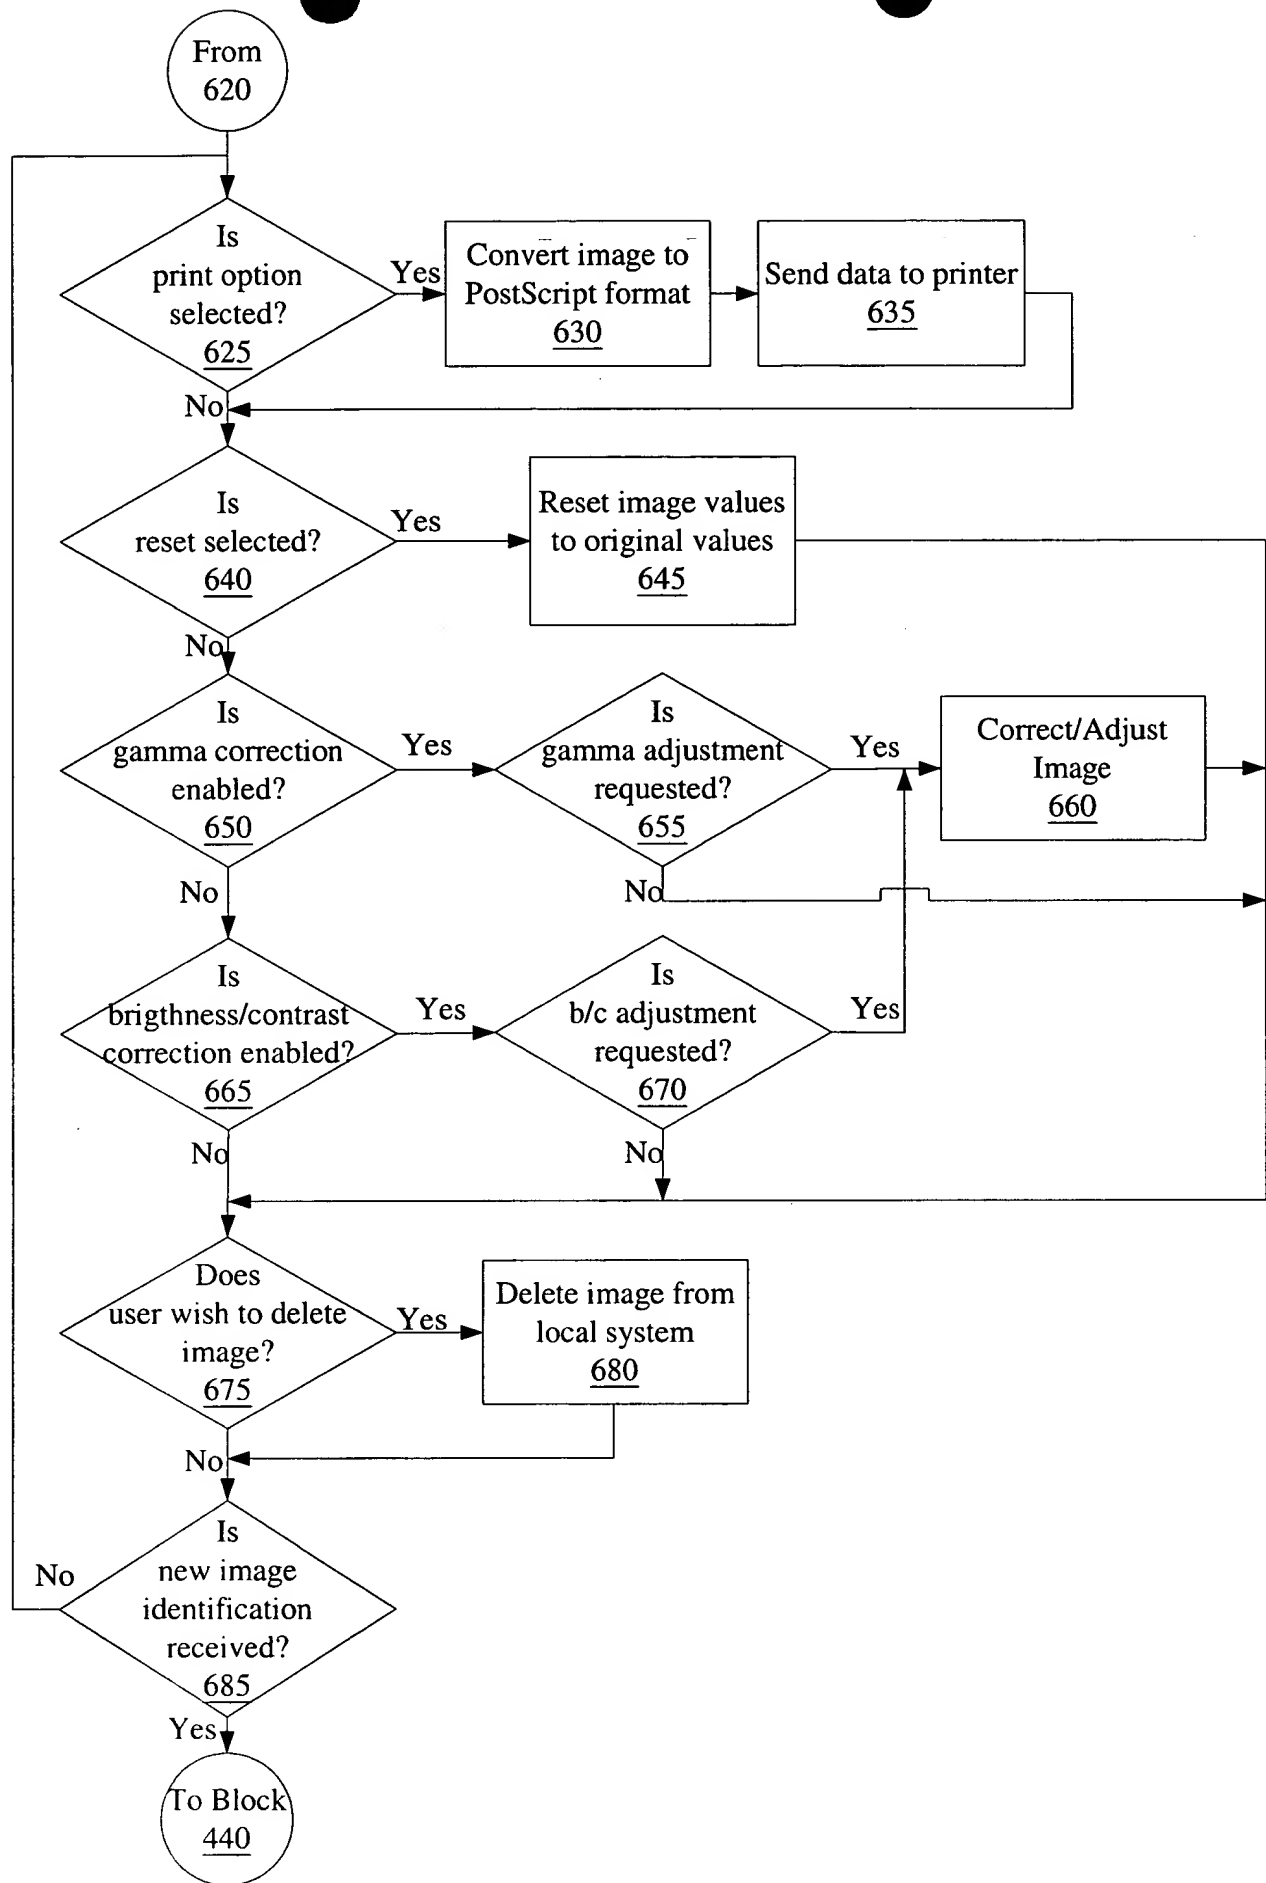 From
620
Is
print option
selected?
625
Yes
Convert image to
PostScript format
630
Send data to printer
635
No
Is
reset selected?
640
Yes
Reset image values
to original values
645
No
Is
gamma correction
enabled?
650
Yes
Is
gamma adjustment
requested?
655
Yes
Correct/Adjust
Image
660
No
No
Is
brigthness/contrast
correction enabled?
665
Yes
Is
b/c adjustment
requested?
670
Yes
No
No
Does
user wish to delete
image?
675
Yes
Delete image from
local system
680
No
Is
new image
identification
received?
685
No
Yes
To Block
440